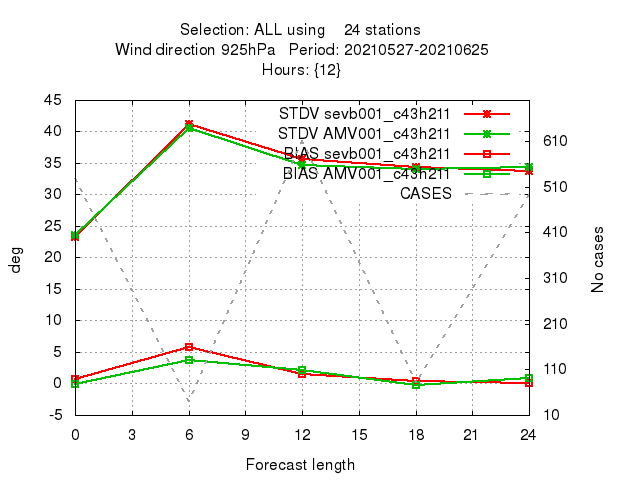 Selection: ALL using 24 stations
Wind direction 925hPa Period: 20210527-20210625
Hours: {12}
STDV sevb001_c43h211
STDV AMV001_c43h211
BIAS sevb001_c43h211
BIAS AMV001_c43h211
CASES
45
40
35
30
25
20
15
10
5
0
-5
deg
610
510
410
310
210
110
10
No cases
0 3 6 9 12 15 18 21 24
Forecast length